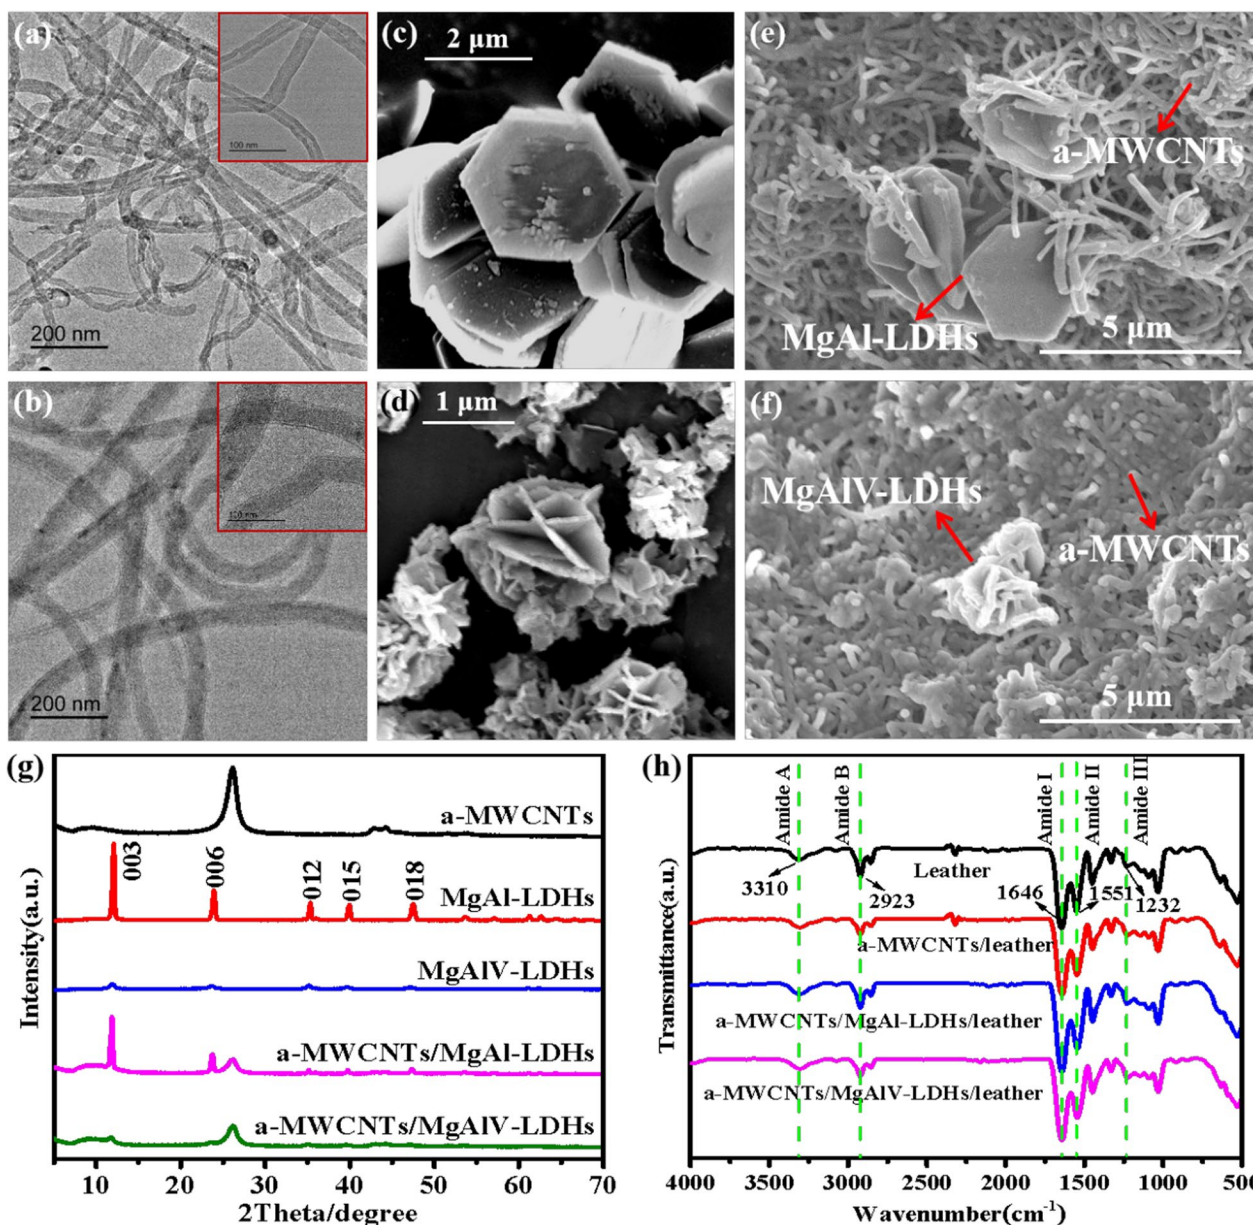 (a)
100 nm
200 nm
(c)
2 μm
(e)
a-MWCNTs
MgAl-LDHs
5 μm
(b)
200 nm
(d)
1 μm
(f)
MgAlV-LDHs
a-MWCNTs
5 μm
(g)
a-MWCNTs
003
006
012
015
018
MgAl-LDHs
MgAlV-LDHs
a-MWCNTs/MgAl-LDHs
a-MWCNTs/MgAlV-LDHs
Intensity(a.u.)
10 20 30 40 50 60 70
2Theta/degree
(h)
Amide A
Amide B
Amide I
Amide II
Amide III
Leather
3310
2923
1646
1551
1232
a-MWCNTs/leather
a-MWCNTs/MgAl-LDHs/leather
a-MWCNTs/MgAlV-LDHs/leather
Transmittance(a.u.)
4000 3500 3000 2500 2000 1500 1000 500
Wavenumber(cm⁻¹)